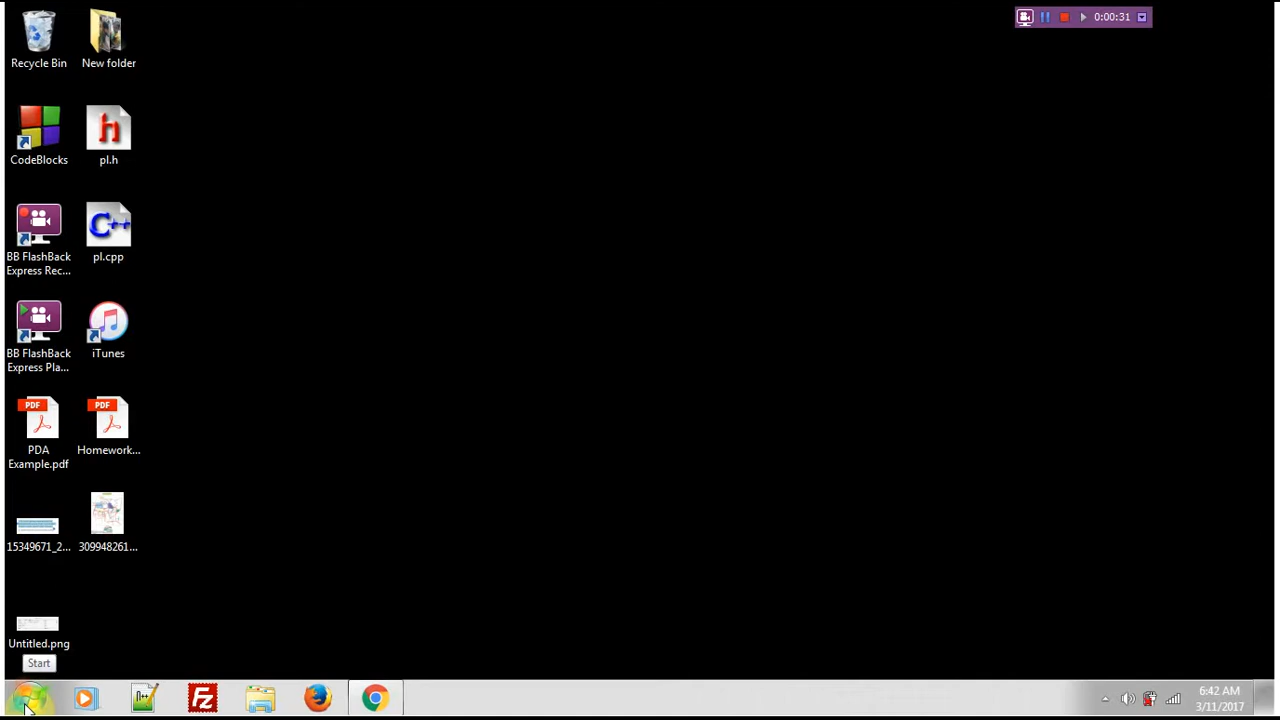 0:00:31
Recycle Bin
New folder
h
CodeBlocks
pl.h
C++
BB FlashBack
Express Rec...
pl.cpp
BB FlashBack
Express Pla...
iTunes
PDF
PDF
PDA
Example.pdf
Homework...
15349671_2...
309948261...
Untitled.png
Start
FZ
6:42 AM
3/11/2017